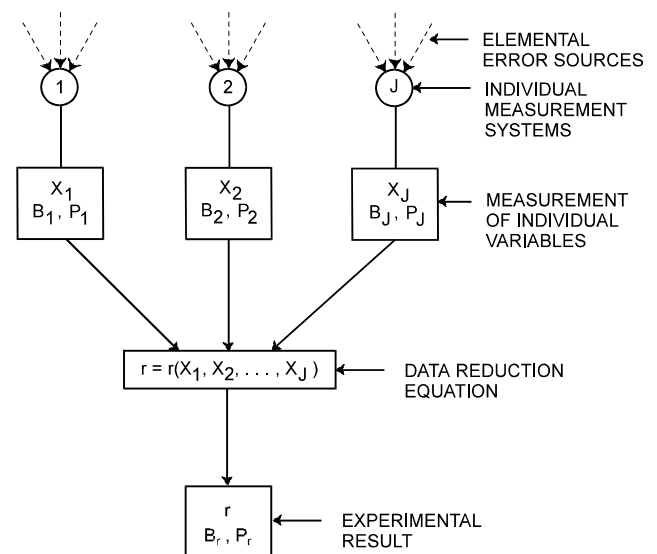 ELEMENTAL
ERROR SOURCES
1
2
J
INDIVIDUAL
MEASUREMENT
SYSTEMS
X1
B1, P1
X2
B2, P2
XJ
BJ, PJ
MEASUREMENT
OF INDIVIDUAL
VARIABLES
r = r(X1, X2, . . . , XJ )
DATA REDUCTION
EQUATION
r
Br, Pr
EXPERIMENTAL
RESULT